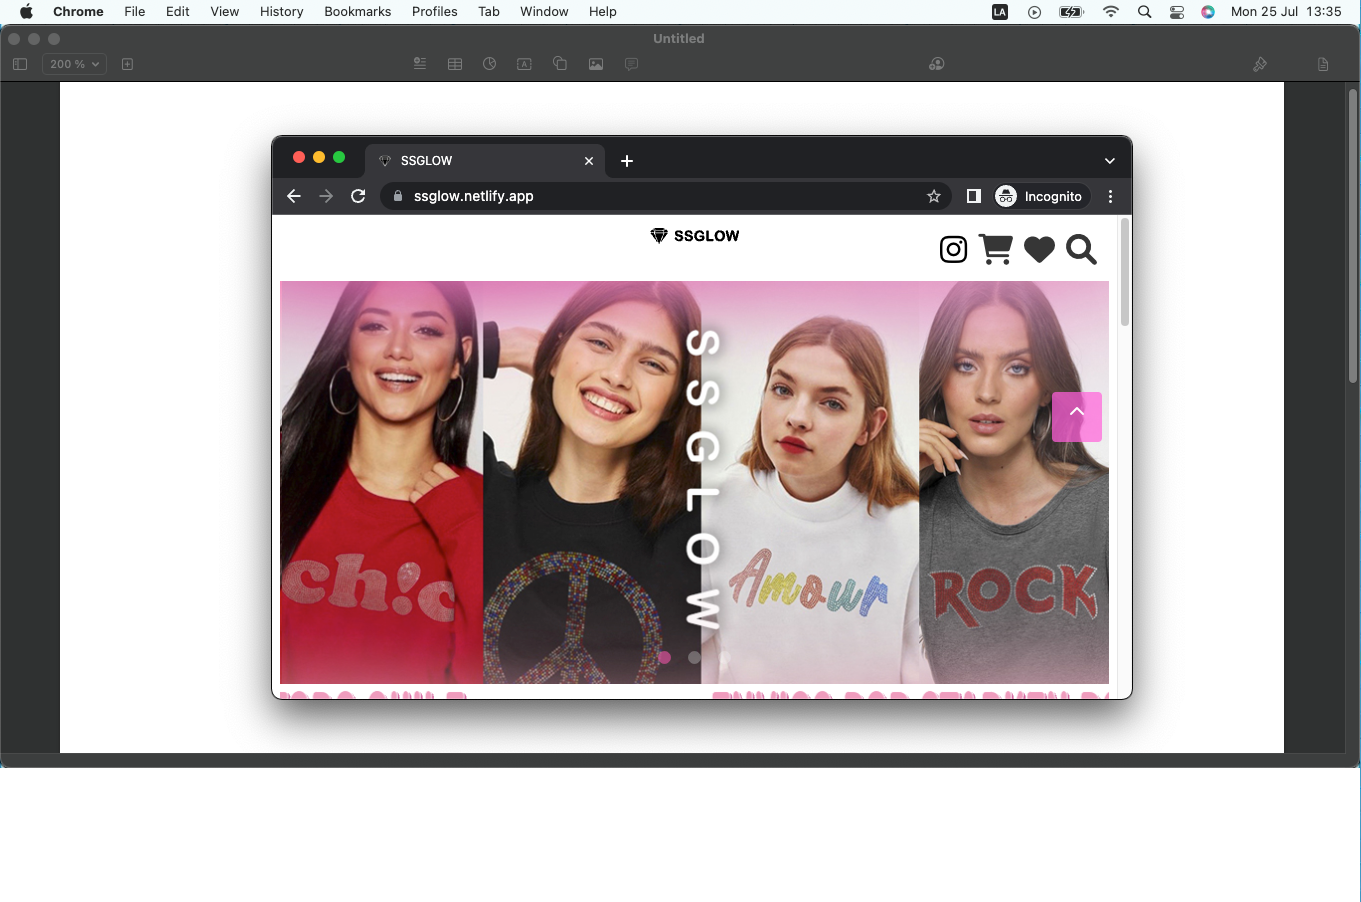 Chrome File Edit View History Bookmarks Profiles Tab Window Help LA Mon 25 Jul 13:35
Untitled
200 %
SSGLOW
ssglow.netlify.app Incognito
SSGLOW
SSGLOW
ch!c
Amour
ROCK